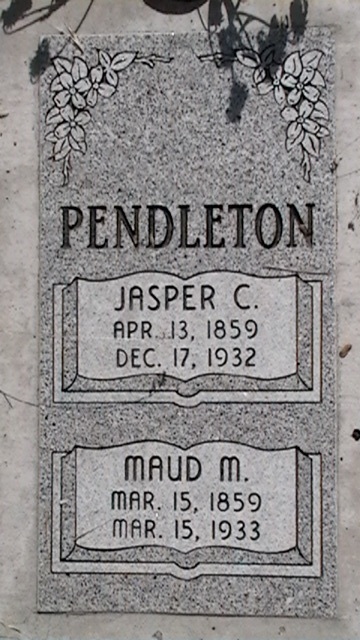 PENDLETON
JASPER C.
APR. 13, 1859
DEC. 17, 1932
MAUD M.
MAR. 15, 1859
MAR. 15, 1933